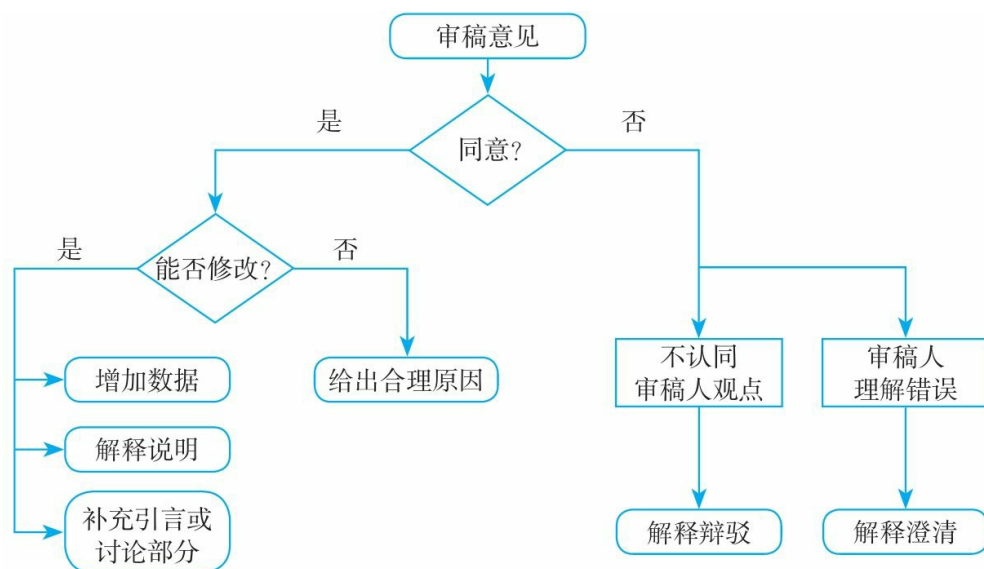 审稿意见
是
否
同意?
是
能否修改?
否
增加数据
给出合理原因
不认同
审稿人观点
审稿人
理解错误
解释说明
补充引言或
讨论部分
解释辩驳
解释澄清